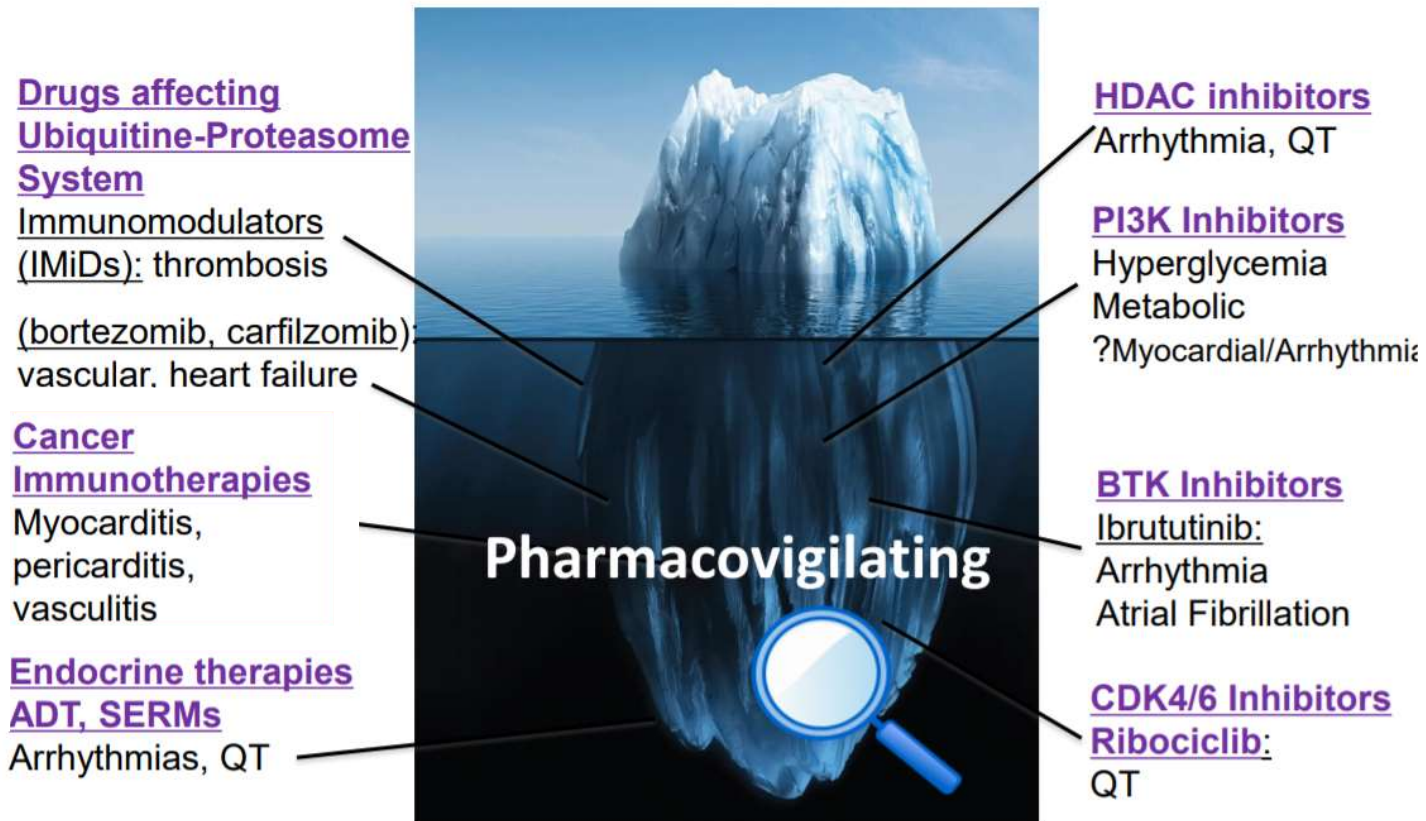 Drugs affecting
Ubiquitine-Proteasome
System
Immunomodulators
(IMiDs): thrombosis
(bortezomib, carfilzomib):
vascular. heart failure
Cancer
Immunotherapies
Myocarditis,
pericarditis,
vasculitis
Endocrine therapies
ADT, SERMs
Arrhythmias, QT
Pharmacovigilating
HDAC inhibitors
Arrhythmia, QT
PI3K Inhibitors
Hyperglycemia
Metabolic
?Myocardial/Arrhythmia
BTK Inhibitors
Ibrututinib:
Arrhythmia
Atrial Fibrillation
CDK4/6 Inhibitors
Ribociclib:
QT